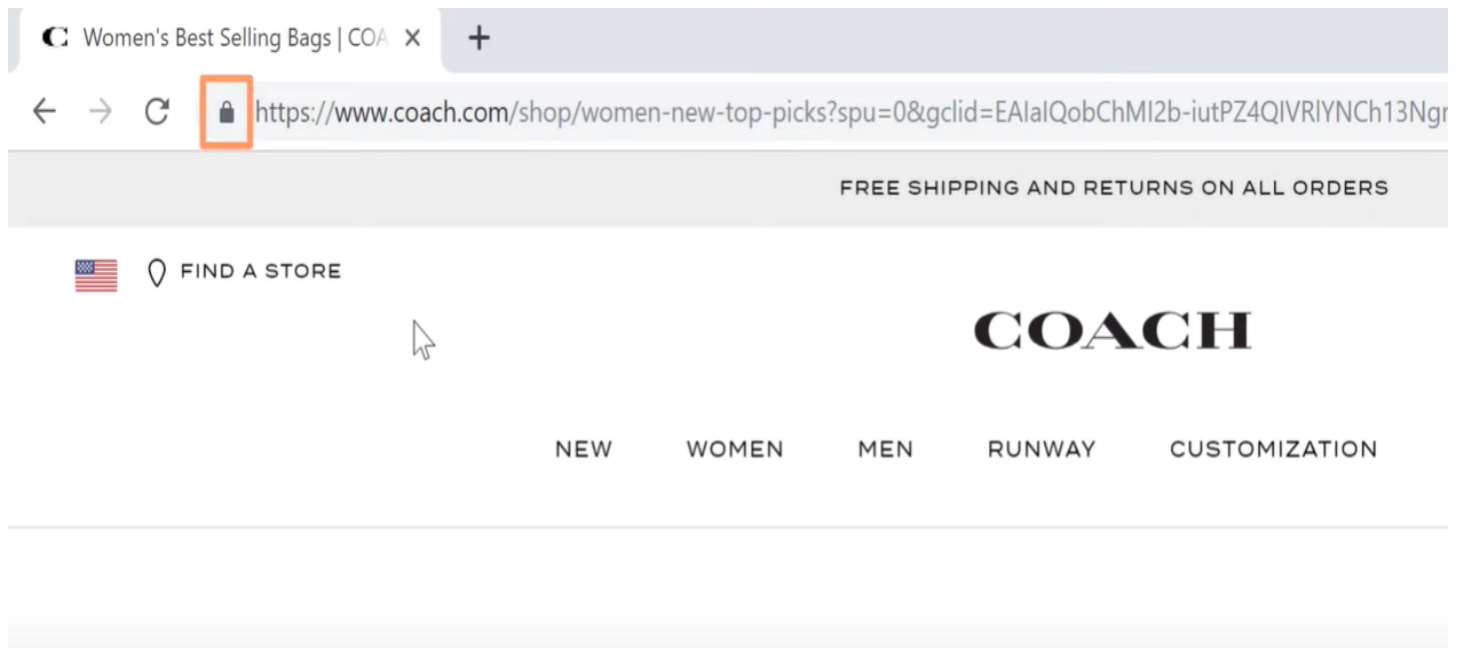 C Women's Best Selling Bags | COA
https://www.coach.com/shop/women-new-top-picks?spu=0&gclid=EAIaIQobChMI2b-iutPZ4QIVRlYNCh13Ngr
FREE SHIPPING AND RETURNS ON ALL ORDERS
FIND A STORE
COACH
NEW WOMEN MEN RUNWAY CUSTOMIZATION